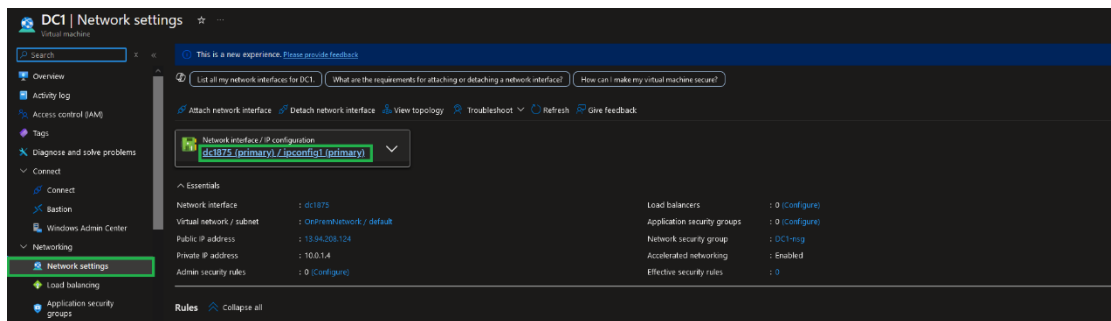 DC1 | Network settings ☆ ...
Virtual machine
Search
Overview
Activity log
Access control (IAM)
Tags
Diagnose and solve problems
Connect
Connect
Bastion
Windows Admin Center
Networking
Network settings
Load balancing
Application security
groups
This is a new experience. Please provide feedback
List all my network interfaces for DC1. What are the requirements for attaching or detaching a network interface? How can I make my virtual machine secure?
Attach network interface Detach network interface View topology Troubleshoot Refresh Give feedback
Network interface / IP configuration
dc1875 (primary) / ipconfig1 (primary)
Essentials
Network interface : dc1875
Virtual network / subnet : OnPremNetwork / default
Public IP address : 13.94.208.124
Private IP address : 10.0.1.4
Admin security rules : 0 (Configure)
Load balancers : 0 (Configure)
Application security groups : 0 (Configure)
Network security group : DC1-nsg
Accelerated networking : Enabled
Effective security rules : 0
Rules Collapse all